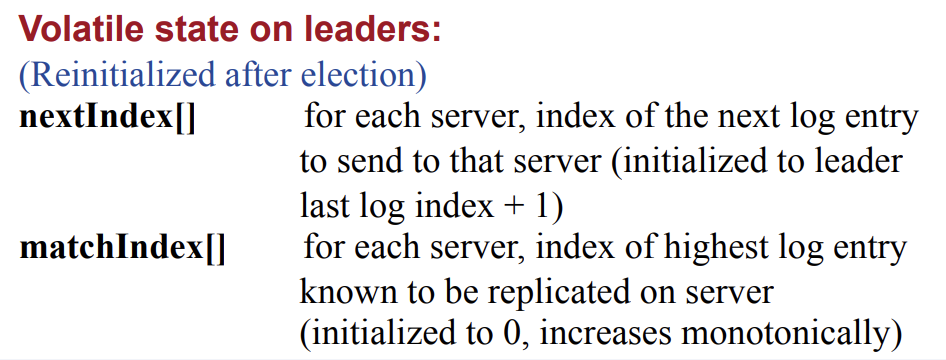 Volatile state on leaders:
(Reinitialized after election)
nextIndex[] for each server, index of the next log entry
to send to that server (initialized to leader
last log index + 1)
matchIndex[] for each server, index of highest log entry
known to be replicated on server
(initialized to 0, increases monotonically)